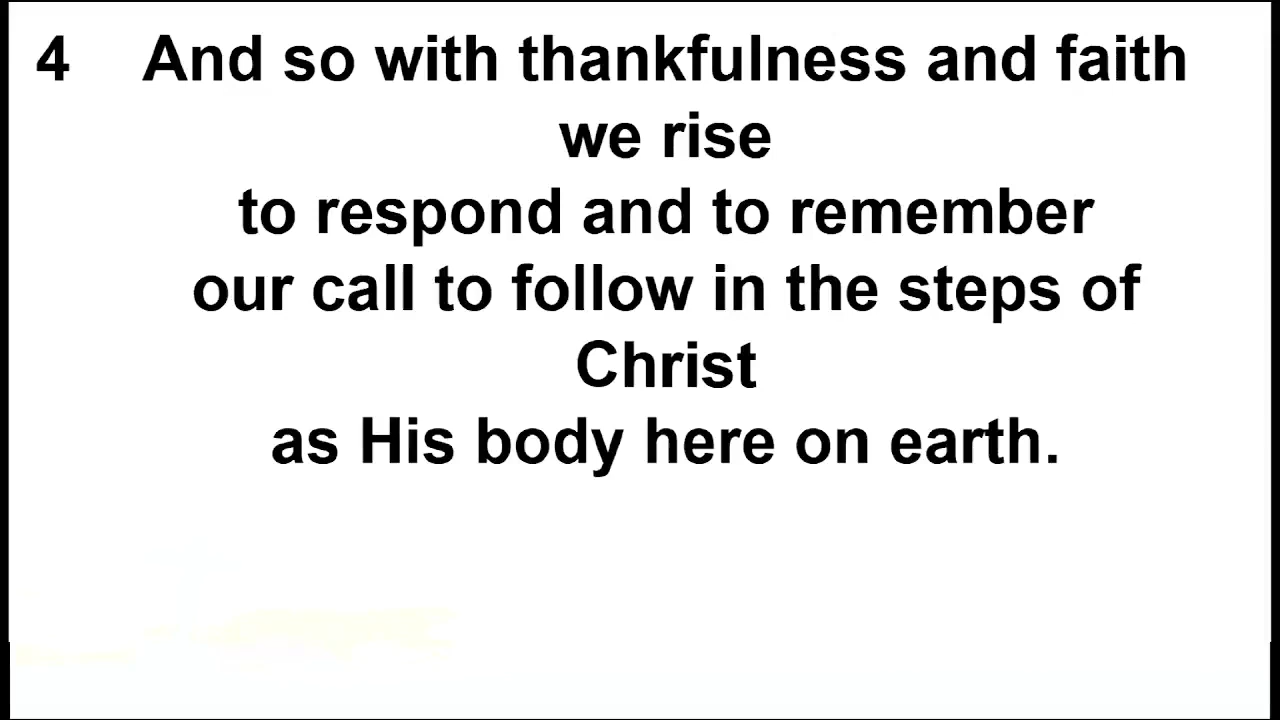 4 And so with thankfulness and faith
we rise
to respond and to remember
our call to follow in the steps of
Christ
as His body here on earth.